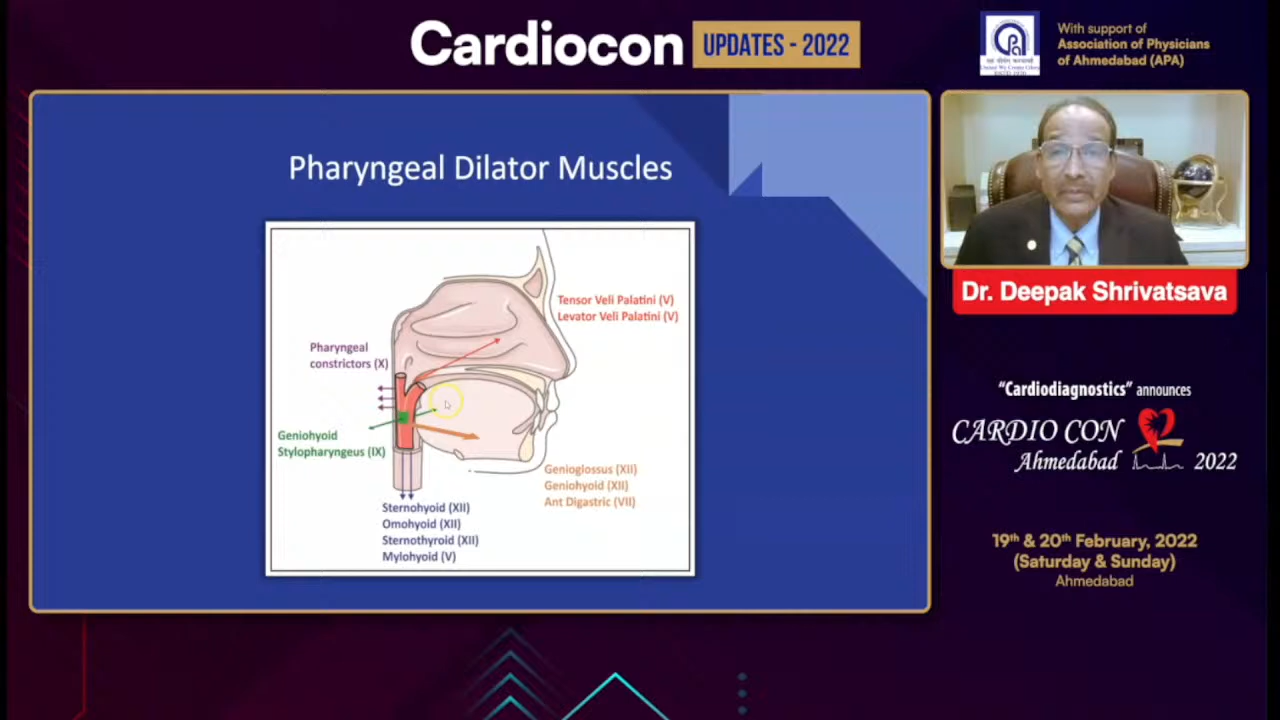 Cardiocon UPDATES - 2022
With support of
Association of Physicians
of Ahmedabad (APA)
Pharyngeal Dilator Muscles
Tensor Veli Palatini (V)
Levator Veli Palatini (V)
Pharyngeal
constrictors (X)
Geniohyoid
Stylopharyngeus (IX)
Genioglossus (XII)
Geniohyoid (XII)
Ant Digastric (VII)
Sternohyoid (XII)
Omohyoid (XII)
Sternothyroid (XII)
Mylohyoid (V)
Dr. Deepak Shrivatsava
“Cardiodiagnostics” announces
CARDIO CON
Ahmedabad 2022
19th & 20th February, 2022
(Saturday & Sunday)
Ahmedabad